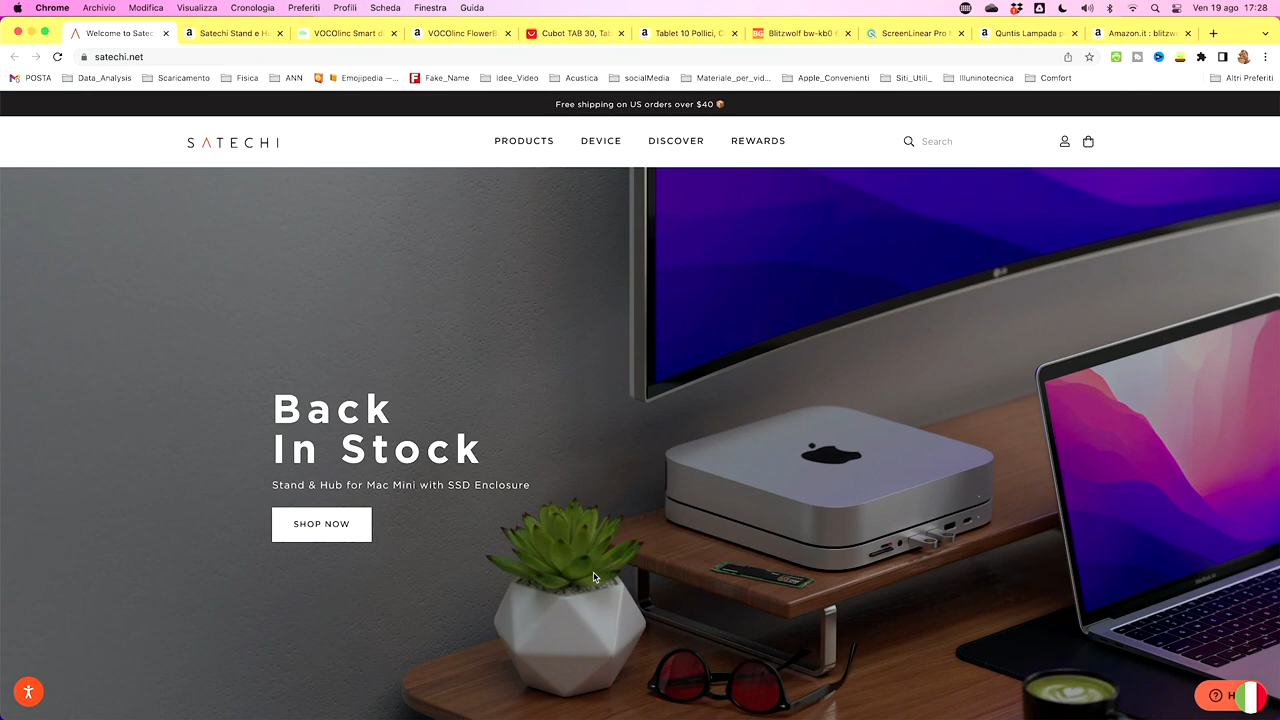 Chrome Archivio Modifica Visualizza Cronologia Preferiti Profili Scheda Finestra Guida Ven 19 ago 17:28
Welcome to Satec Satechi Stand e H VOCOlinc Smart di VOCOlinc FlowerB Cubot TAB 30, Tab Tablet 10 Pollici, C Blitzwolf bw-kb0 ScreenLinear Pro Quntis Lampada p Amazon.it : blitzw
satechi.net
POSTA Data_Analysis Scaricamento Fisica ANN Emojipedia —... Fake_Name Idee_Video Acustica socialMedia Materiale_per_vid... Apple_Convenienti Siti_Utili_ Illuninotecnica Comfort Altri Preferiti
Free shipping on US orders over $40
SATECHI PRODUCTS DEVICE DISCOVER REWARDS Search
Back
In Stock
Stand & Hub for Mac Mini with SSD Enclosure
SHOP NOW